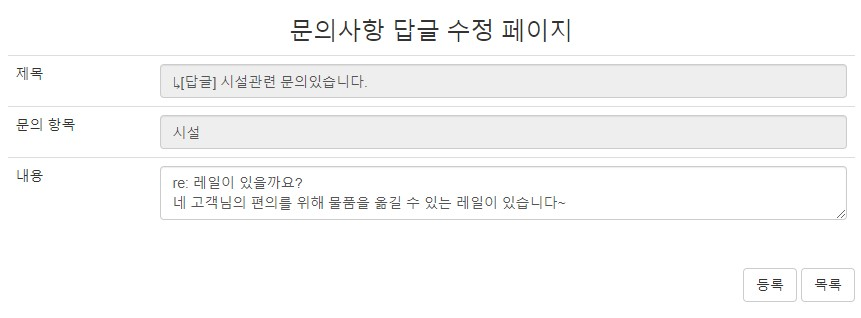 문의사항 답글 수정 페이지
제목
↳[답글] 시설관련 문의있습니다.
문의 항목
시설
내용
re: 레일이 있을까요?
네 고객님의 편의를 위해 물품을 옮길 수 있는 레일이 있습니다~
등록 목록